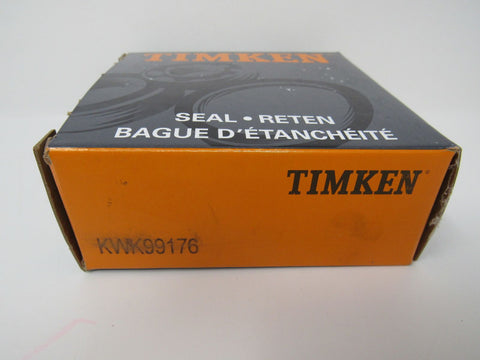 TIMKEN
SEAL • RETEN
BAGUE D'ÉTANCHÉITÉ
TIMKEN
KWK99176